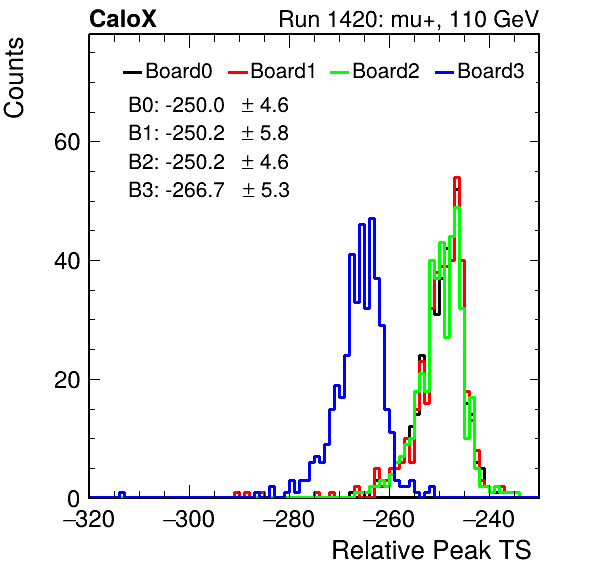 CaloX Run 1420: mu+, 110 GeV
Counts
Board0 Board1 Board2 Board3
B0: -250.0 ± 4.6
B1: -250.2 ± 5.8
B2: -250.2 ± 4.6
B3: -266.7 ± 5.3
60
40
20
0
−320 −300 −280 −260 −240
Relative Peak TS